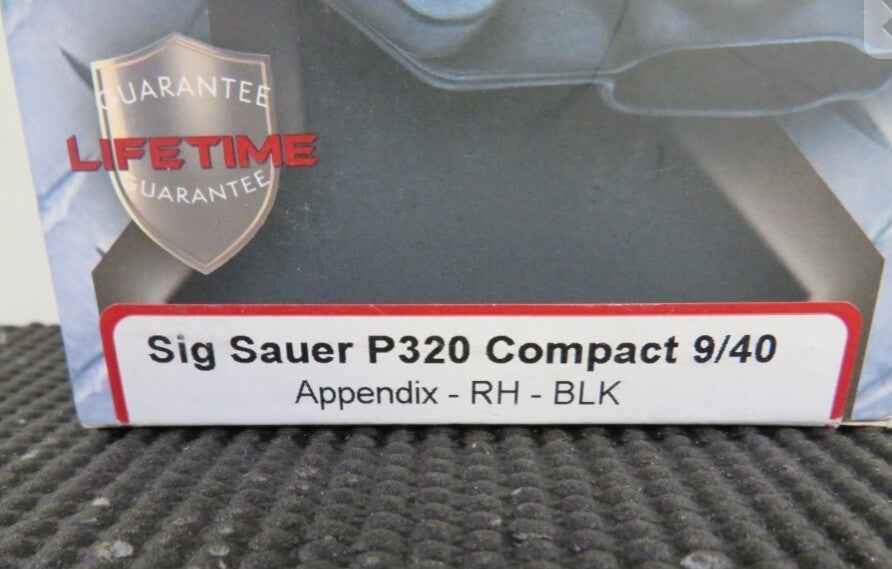 GUARANTEE
LIFETIME
GUARANTEE
Sig Sauer P320 Compact 9/40
Appendix - RH - BLK